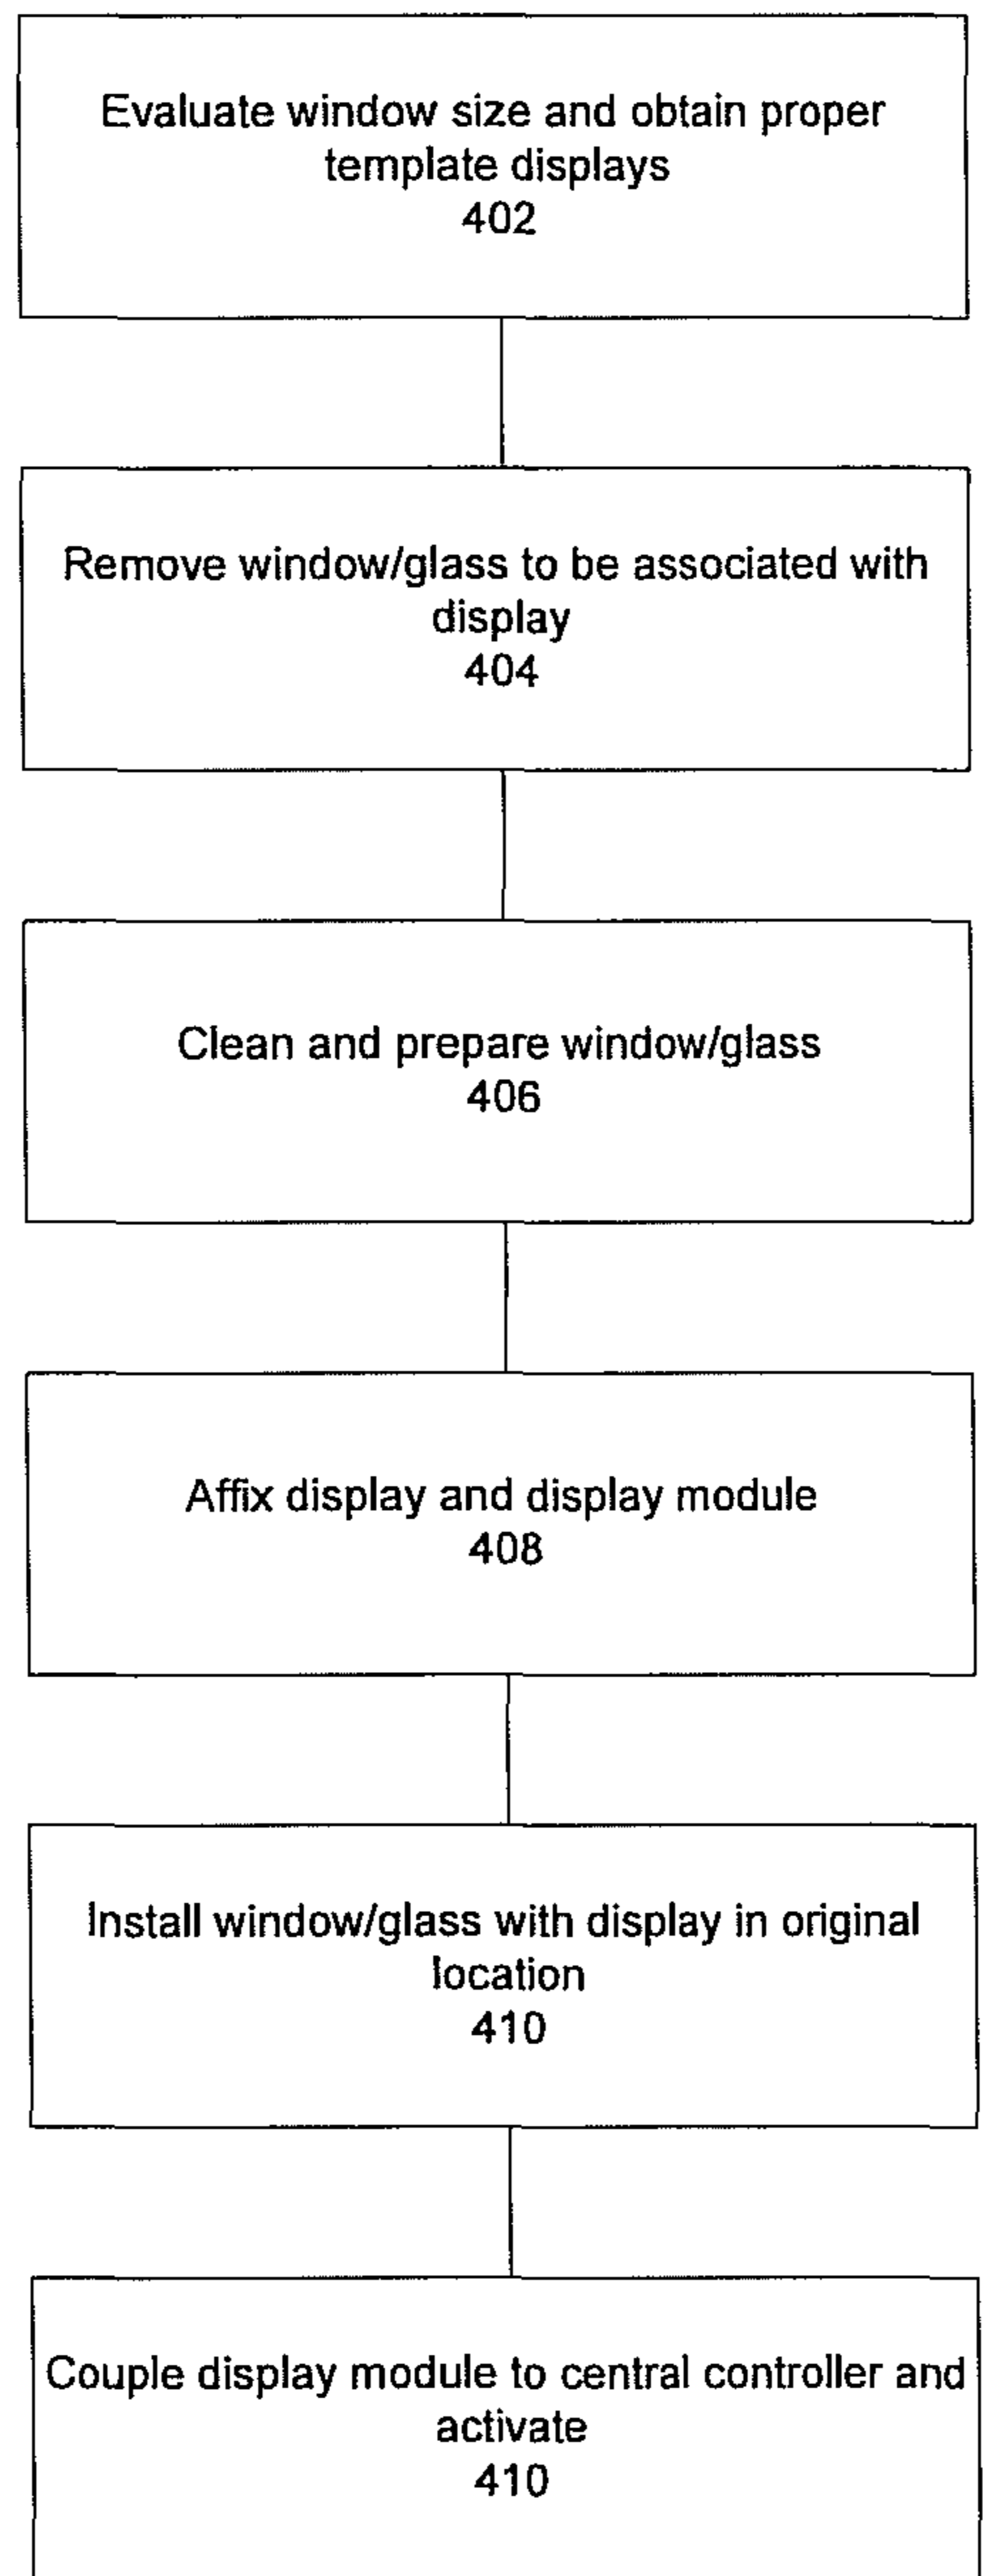 Evaluate window size and obtain proper
template displays
402
Remove window/glass to be associated with
display
404
Clean and prepare window/glass
406
Affix display and display module
408
Install window/glass with display in original
location
410
Couple display module to central controller and
activate
410